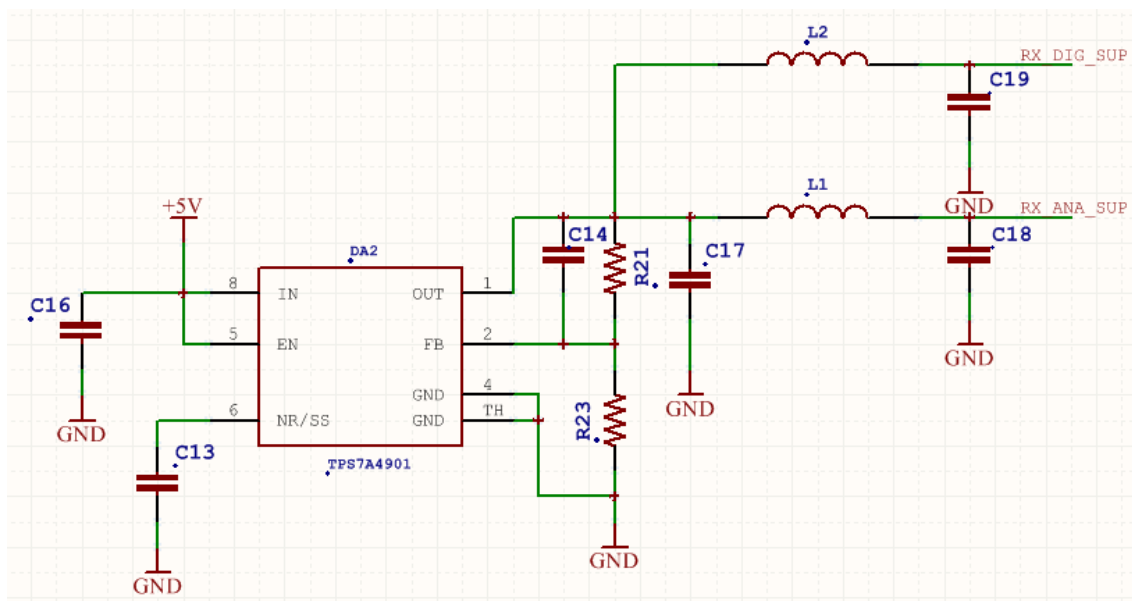 L2
RX_DIG_SUP
C19
GND
L1
RX_ANA_SUP
+5V
C14
C17
C18
R21
DA2
8 IN OUT 1
C16
5 EN FB 2
GND
GND 4
6 NR/SS GND TH
R23
GND
GND
C13
TPS7A4901
GND
GND